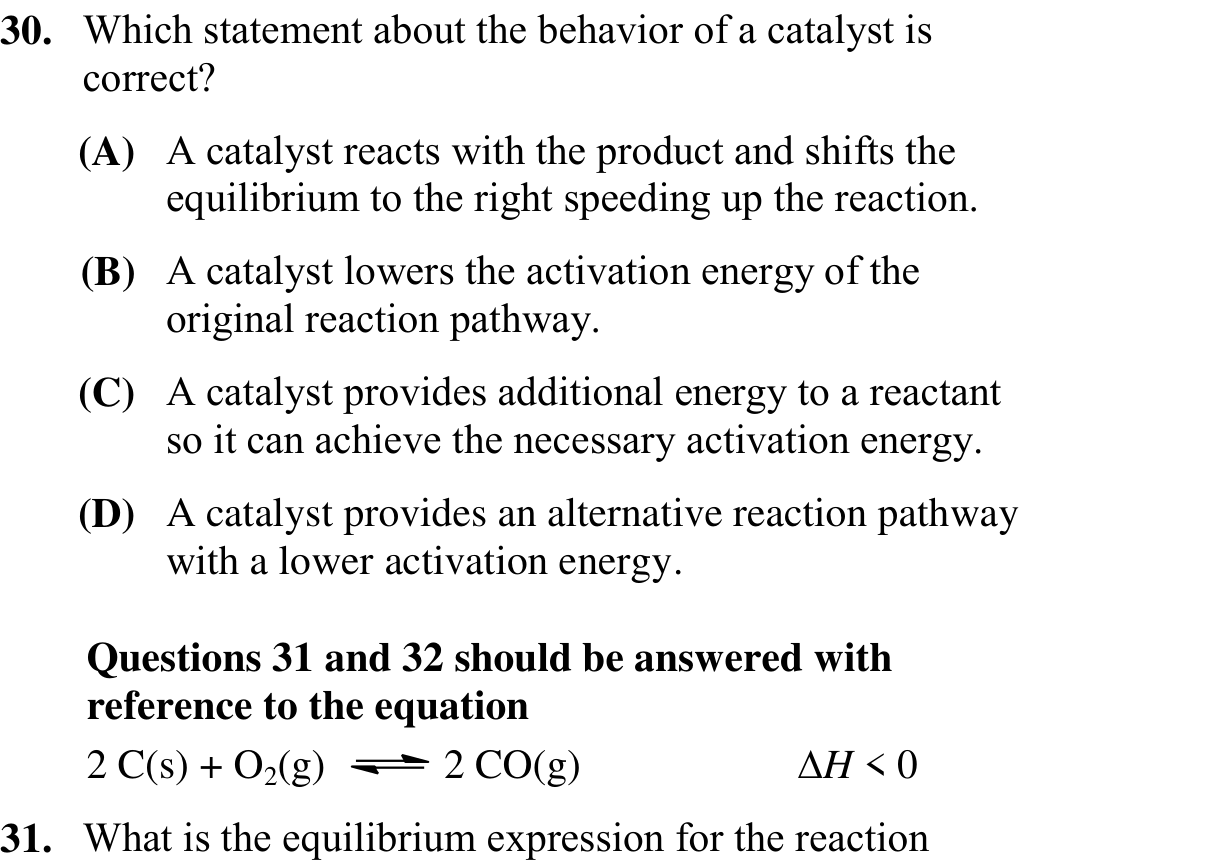 30. Which statement about the behavior of a catalyst is
correct?
(A) A catalyst reacts with the product and shifts the
equilibrium to the right speeding up the reaction.
(B) A catalyst lowers the activation energy of the
original reaction pathway.
(C) A catalyst provides additional energy to a reactant
so it can achieve the necessary activation energy.
(D) A catalyst provides an alternative reaction pathway
with a lower activation energy.
Questions 31 and 32 should be answered with
reference to the equation
2 C(s) + O₂(g) ⇌ 2 CO(g) ΔH < 0
31. What is the equilibrium expression for the reaction